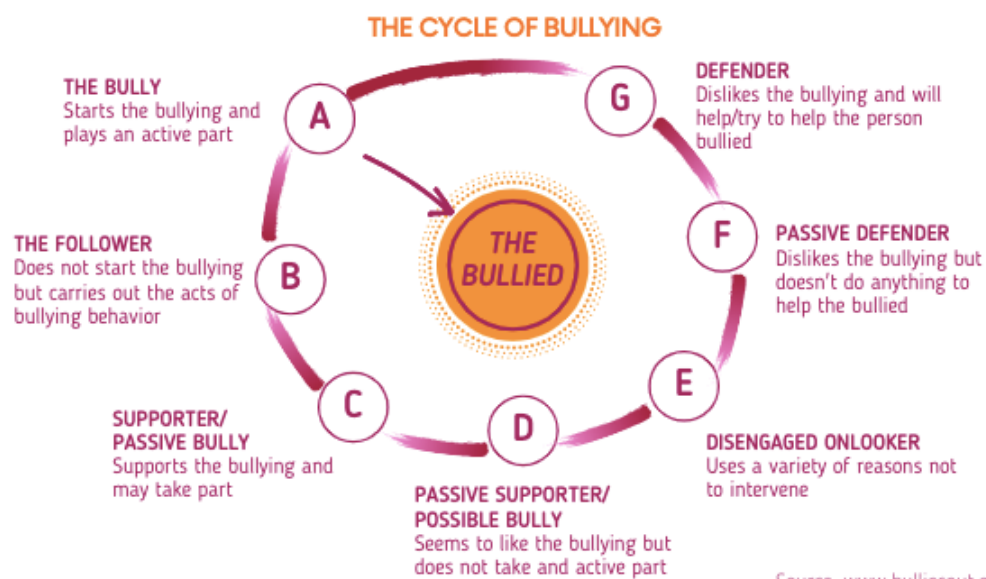 THE CYCLE OF BULLYING
A
THE BULLY
Starts the bullying and
plays an active part
B
THE FOLLOWER
Does not start the bullying
but carries out the acts of
bullying behavior
C
SUPPORTER/
PASSIVE BULLY
Supports the bullying and
may take part
D
PASSIVE SUPPORTER/
POSSIBLE BULLY
Seems to like the bullying but
does not take and active part
E
DISENGAGED ONLOOKER
Uses a variety of reasons not
to intervene
F
PASSIVE DEFENDER
Dislikes the bullying but
doesn't do anything to
help the bullied
G
DEFENDER
Dislikes the bullying and will
help/try to help the person
bullied
THE
BULLIED